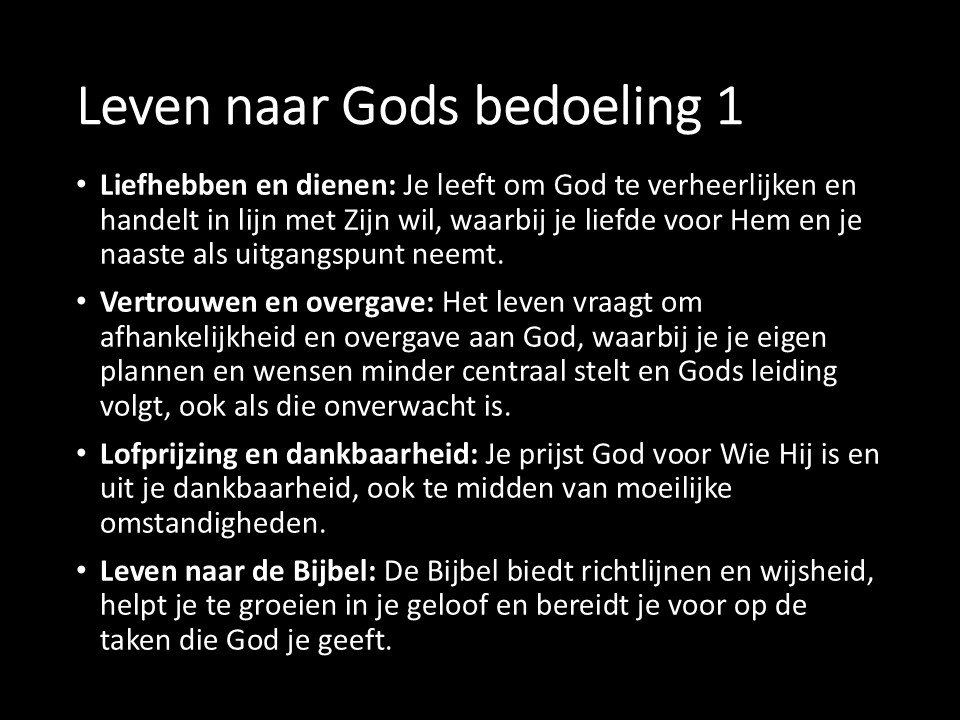 Leven naar Gods bedoeling 1
• Liefhebben en dienen: Je leeft om God te verheerlijken en
handelt in lijn met Zijn wil, waarbij je liefde voor Hem en je
naaste als uitgangspunt neemt.
• Vertrouwen en overgave: Het leven vraagt om
afhankelijkheid en overgave aan God, waarbij je je eigen
plannen en wensen minder centraal stelt en Gods leiding
volgt, ook als die onverwacht is.
• Lofprijzing en dankbaarheid: Je prijst God voor Wie Hij is en
uit je dankbaarheid, ook te midden van moeilijke
omstandigheden.
• Leven naar de Bijbel: De Bijbel biedt richtlijnen en wijsheid,
helpt je te groeien in je geloof en bereidt je voor op de
taken die God je geeft.